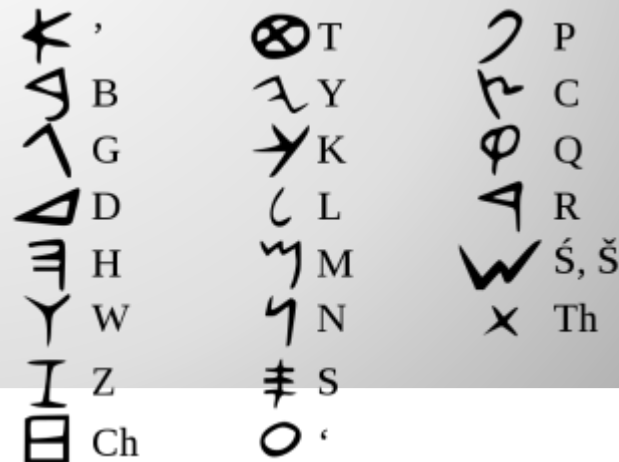 𐤀 ’
𐤁 B
𐤂 G
𐤃 D
𐤄 H
𐤅 W
𐤆 Z
𐤇 Ch
𐤈 T
𐤉 Y
𐤊 K
𐤋 L
𐤌 M
𐤍 N
𐤎 S
𐤏 ‘
𐤐 P
𐤑 C
𐤒 Q
𐤓 R
𐤔 Ś, Š
𐤕 Th